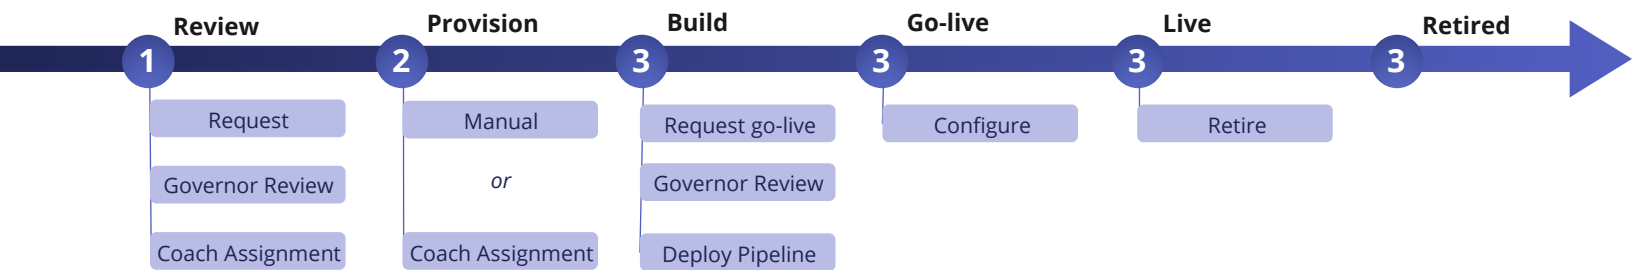 Review
Provision
Build
Go-live
Live
Retired
1
2
3
3
3
3
Request
Governor Review
Coach Assignment
Manual
or
Coach Assignment
Request go-live
Governor Review
Deploy Pipeline
Configure
Retire